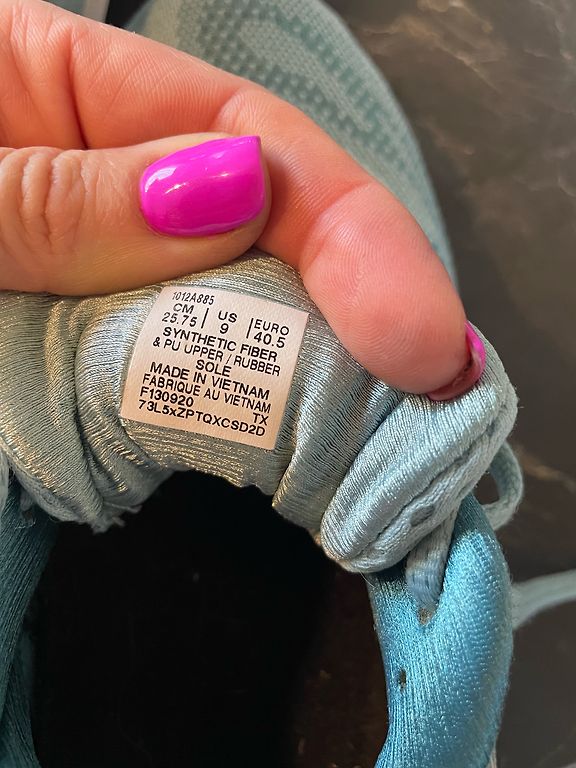 1012A885
CM | US | EURO
25.75 | 9 | 40.5
SYNTHETIC FIBER
& PU UPPER / RUBBER
SOLE
MADE IN VIETNAM
FABRIQUE AU VIETNAM
F130920 TX
73L5xZPTQXCSD2D